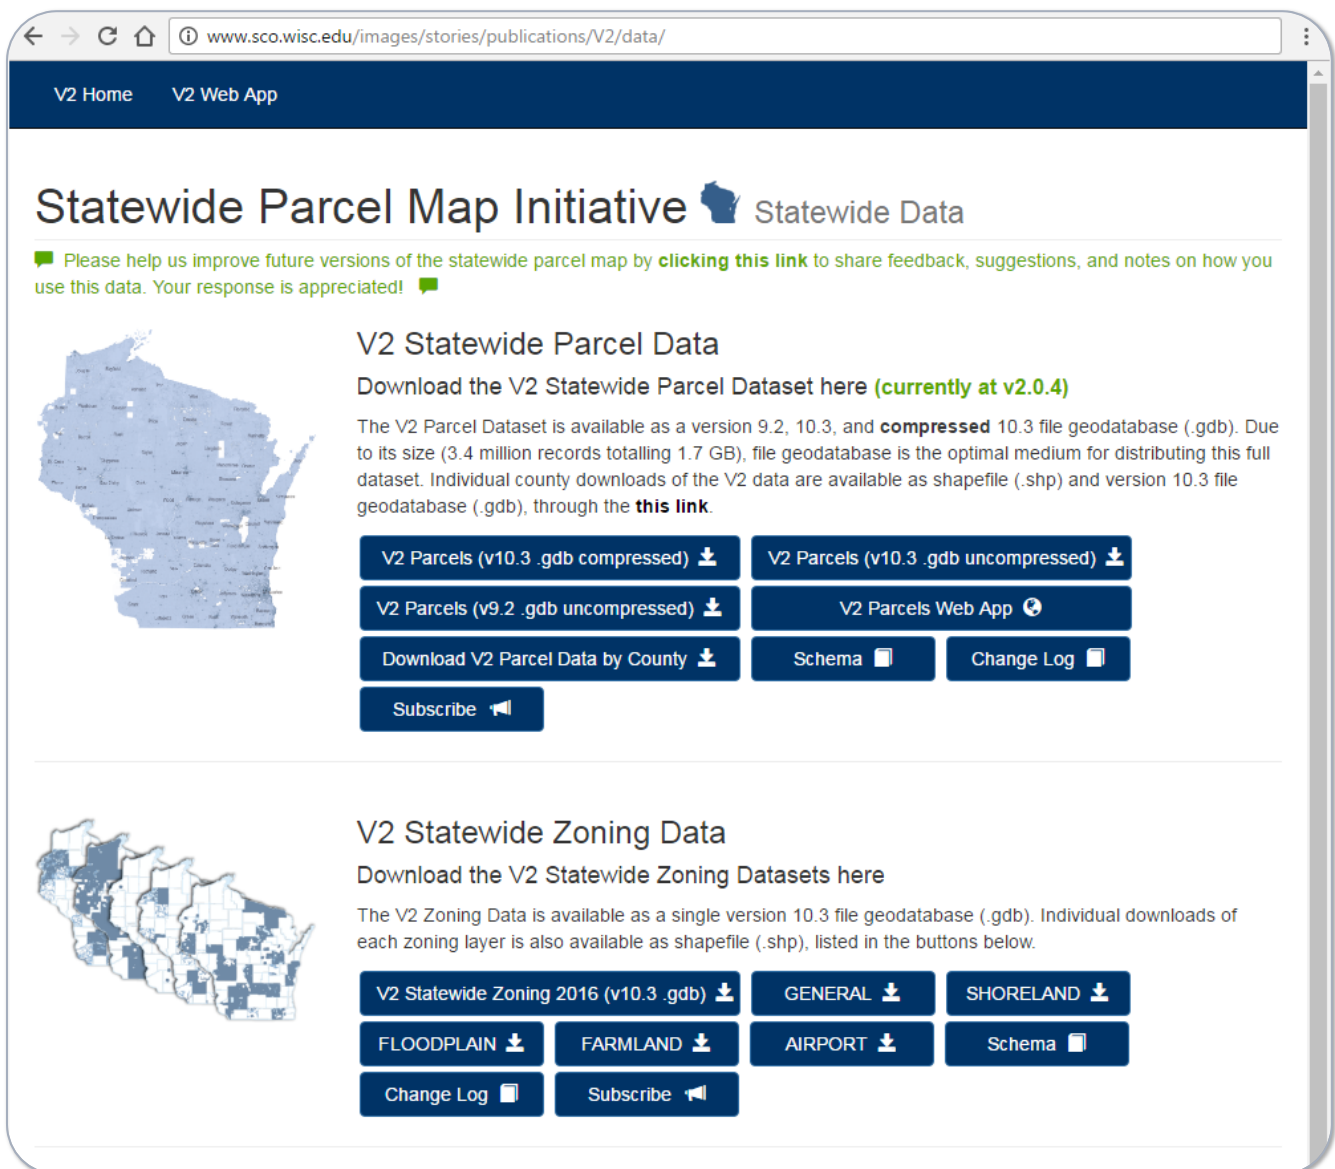 www.sco.wisc.edu/images/stories/publications/V2/data/
V2 Home V2 Web App
Statewide Parcel Map Initiative Statewide Data
Please help us improve future versions of the statewide parcel map by clicking this link to share feedback, suggestions, and notes on how you
use this data. Your response is appreciated!
V2 Statewide Parcel Data
Download the V2 Statewide Parcel Dataset here (currently at v2.0.4)
The V2 Parcel Dataset is available as a version 9.2, 10.3, and compressed 10.3 file geodatabase (.gdb). Due
to its size (3.4 million records totalling 1.7 GB), file geodatabase is the optimal medium for distributing this full
dataset. Individual county downloads of the V2 data are available as shapefile (.shp) and version 10.3 file
geodatabase (.gdb), through the this link.
V2 Parcels (v10.3 .gdb compressed) V2 Parcels (v10.3 .gdb uncompressed)
V2 Parcels (v9.2 .gdb uncompressed) V2 Parcels Web App
Download V2 Parcel Data by County Schema Change Log
Subscribe
V2 Statewide Zoning Data
Download the V2 Statewide Zoning Datasets here
The V2 Zoning Data is available as a single version 10.3 file geodatabase (.gdb). Individual downloads of
each zoning layer is also available as shapefile (.shp), listed in the buttons below.
V2 Statewide Zoning 2016 (v10.3 .gdb) GENERAL SHORELAND
FLOODPLAIN FARMLAND AIRPORT Schema
Change Log Subscribe